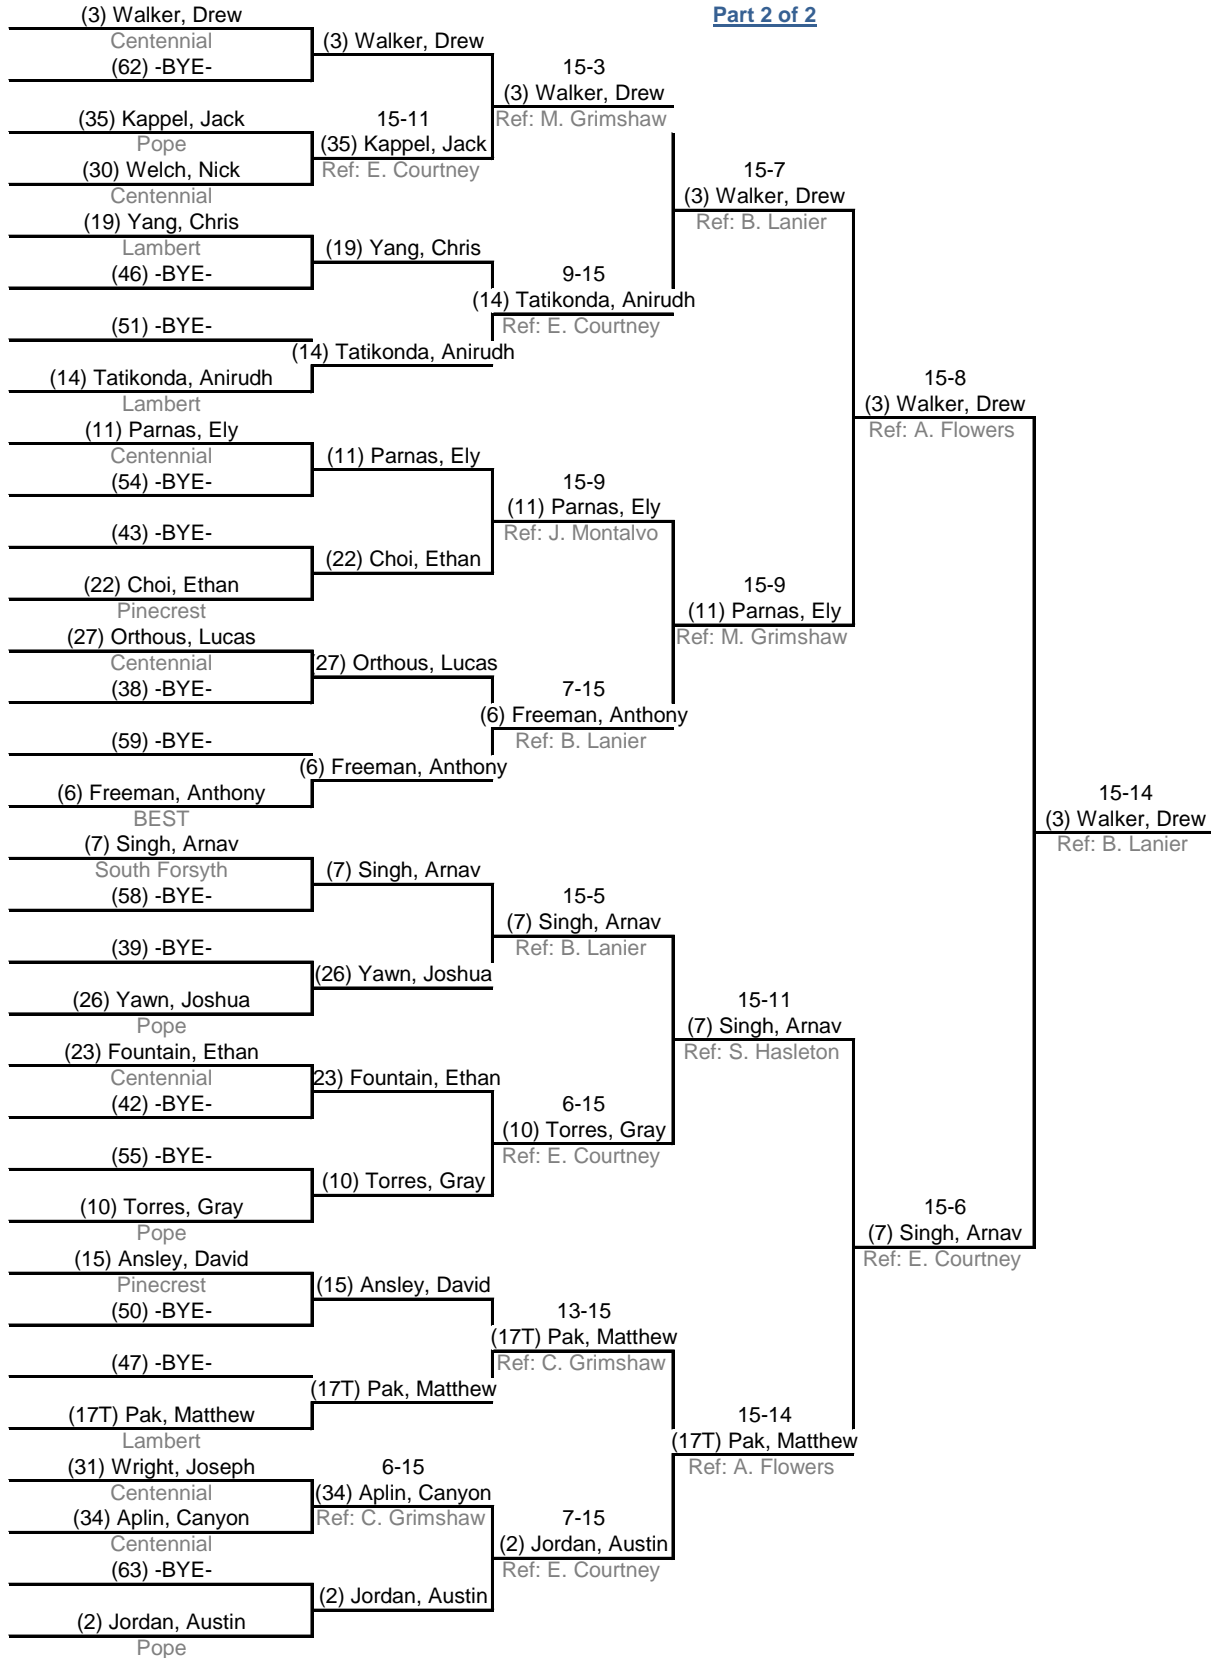 Part 2 of 2
(3) Walker, Drew
Centennial
(62) -BYE-
(35) Kappel, Jack
Pope
(30) Welch, Nick
Centennial
(19) Yang, Chris
Lambert
(46) -BYE-
(51) -BYE-
(14) Tatikonda, Anirudh
Lambert
(11) Parnas, Ely
Centennial
(54) -BYE-
(43) -BYE-
(22) Choi, Ethan
Pinecrest
(27) Orthous, Lucas
Centennial
(38) -BYE-
(59) -BYE-
(6) Freeman, Anthony
BEST
(7) Singh, Arnav
South Forsyth
(58) -BYE-
(39) -BYE-
(26) Yawn, Joshua
Pope
(23) Fountain, Ethan
Centennial
(42) -BYE-
(55) -BYE-
(10) Torres, Gray
Pope
(15) Ansley, David
Pinecrest
(50) -BYE-
(47) -BYE-
(17T) Pak, Matthew
Lambert
(31) Wright, Joseph
Centennial
(34) Aplin, Canyon
Centennial
(63) -BYE-
(2) Jordan, Austin
Pope
(3) Walker, Drew
15-11
(35) Kappel, Jack
Ref: E. Courtney
(19) Yang, Chris
(14) Tatikonda, Anirudh
(11) Parnas, Ely
(22) Choi, Ethan
(27) Orthous, Lucas
(6) Freeman, Anthony
(7) Singh, Arnav
(26) Yawn, Joshua
23) Fountain, Ethan
(10) Torres, Gray
(15) Ansley, David
(17T) Pak, Matthew
6-15
(34) Aplin, Canyon
Ref: C. Grimshaw
(2) Jordan, Austin
15-3
(3) Walker, Drew
Ref: M. Grimshaw
9-15
(14) Tatikonda, Anirudh
Ref: E. Courtney
15-9
(11) Parnas, Ely
Ref: J. Montalvo
7-15
(6) Freeman, Anthony
Ref: B. Lanier
15-5
(7) Singh, Arnav
Ref: B. Lanier
6-15
(10) Torres, Gray
Ref: E. Courtney
13-15
(17T) Pak, Matthew
Ref: C. Grimshaw
7-15
(2) Jordan, Austin
Ref: E. Courtney
15-7
(3) Walker, Drew
Ref: B. Lanier
15-9
(11) Parnas, Ely
Ref: M. Grimshaw
15-11
(7) Singh, Arnav
Ref: S. Hasleton
15-14
(17T) Pak, Matthew
Ref: A. Flowers
15-8
(3) Walker, Drew
Ref: A. Flowers
15-6
(7) Singh, Arnav
Ref: E. Courtney
15-14
(3) Walker, Drew
Ref: B. Lanier